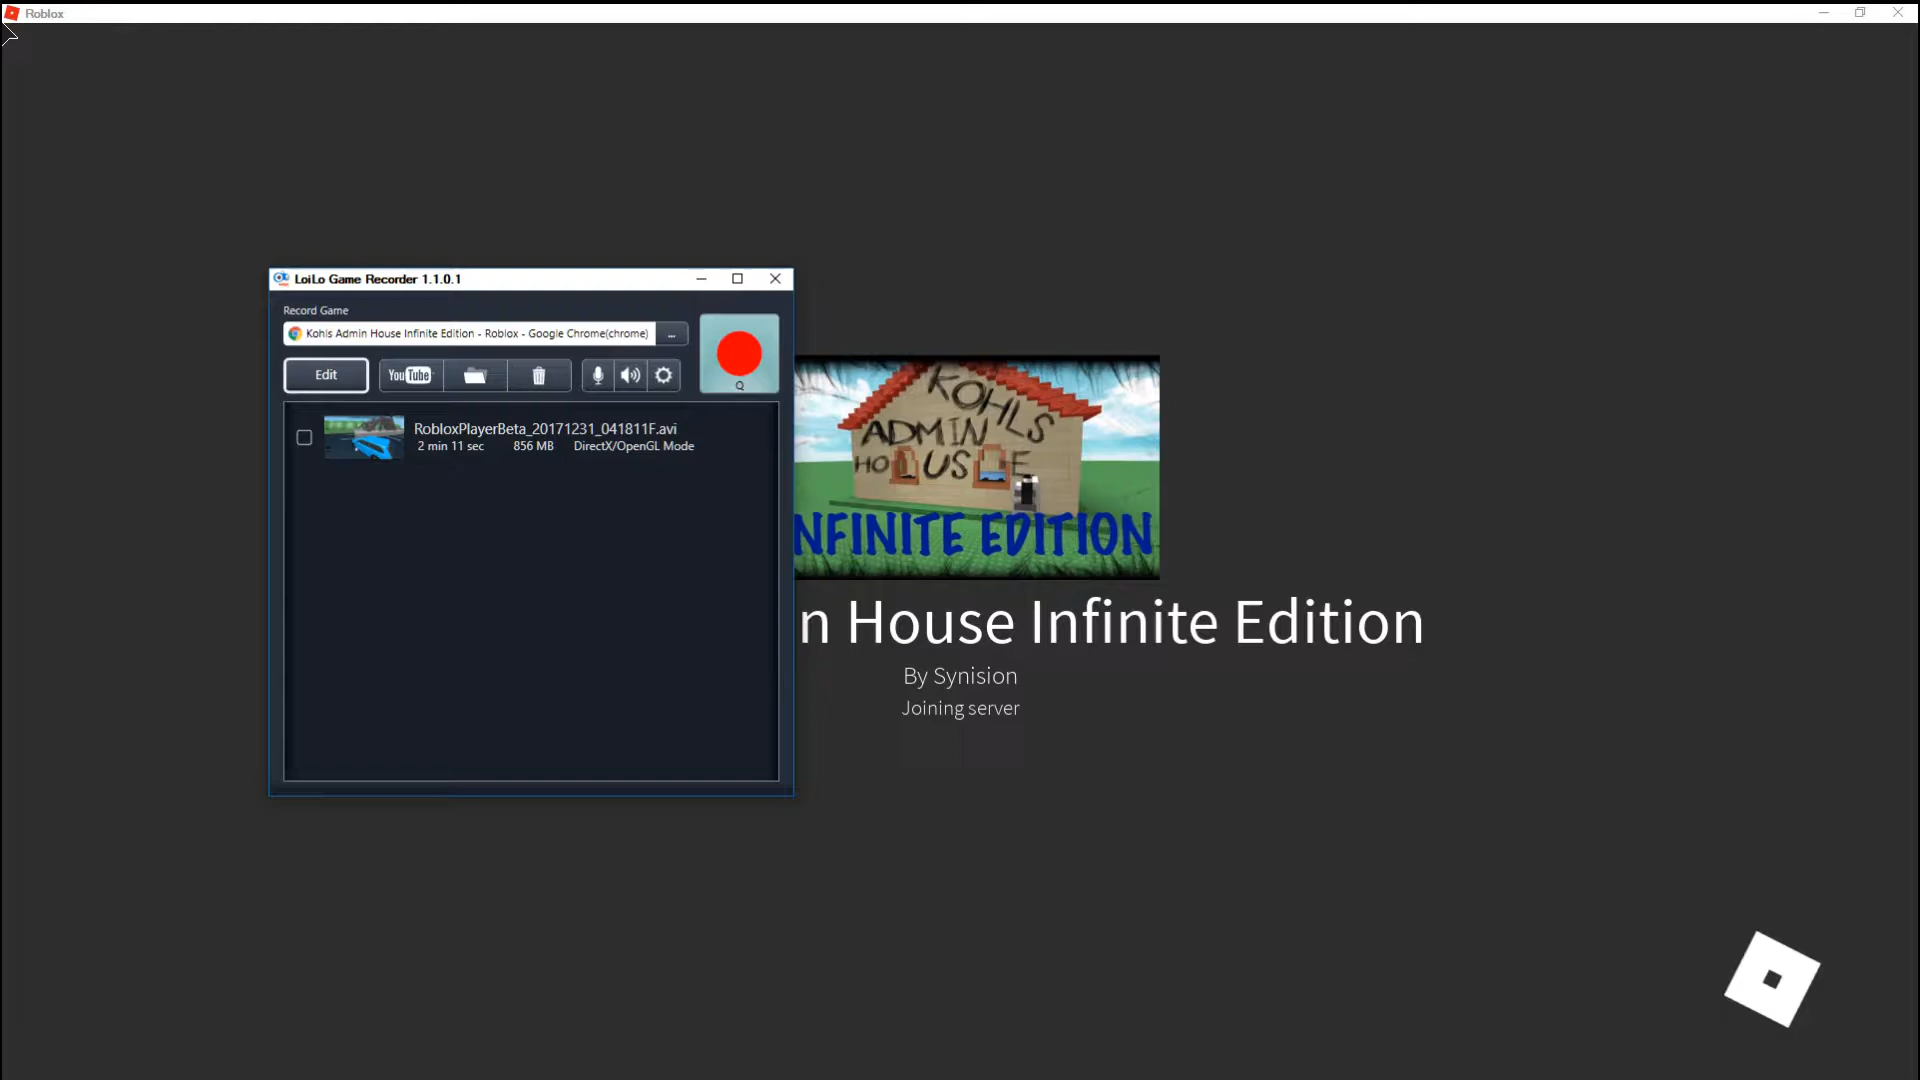 Roblox
LoiLo Game Recorder 1.1.0.1
Record Game
Kohls Admin House Infinite Edition - Roblox - Google Chrome(chrome)
...
Edit
YouTube
Q
RobloxPlayerBeta_20171231_041811F.avi
2 min 11 sec 856 MB DirectX/OpenGL Mode
KOHLS
ADMIN
HOUSE
NFINITE EDITION
n House Infinite Edition
By Synision
Joining server